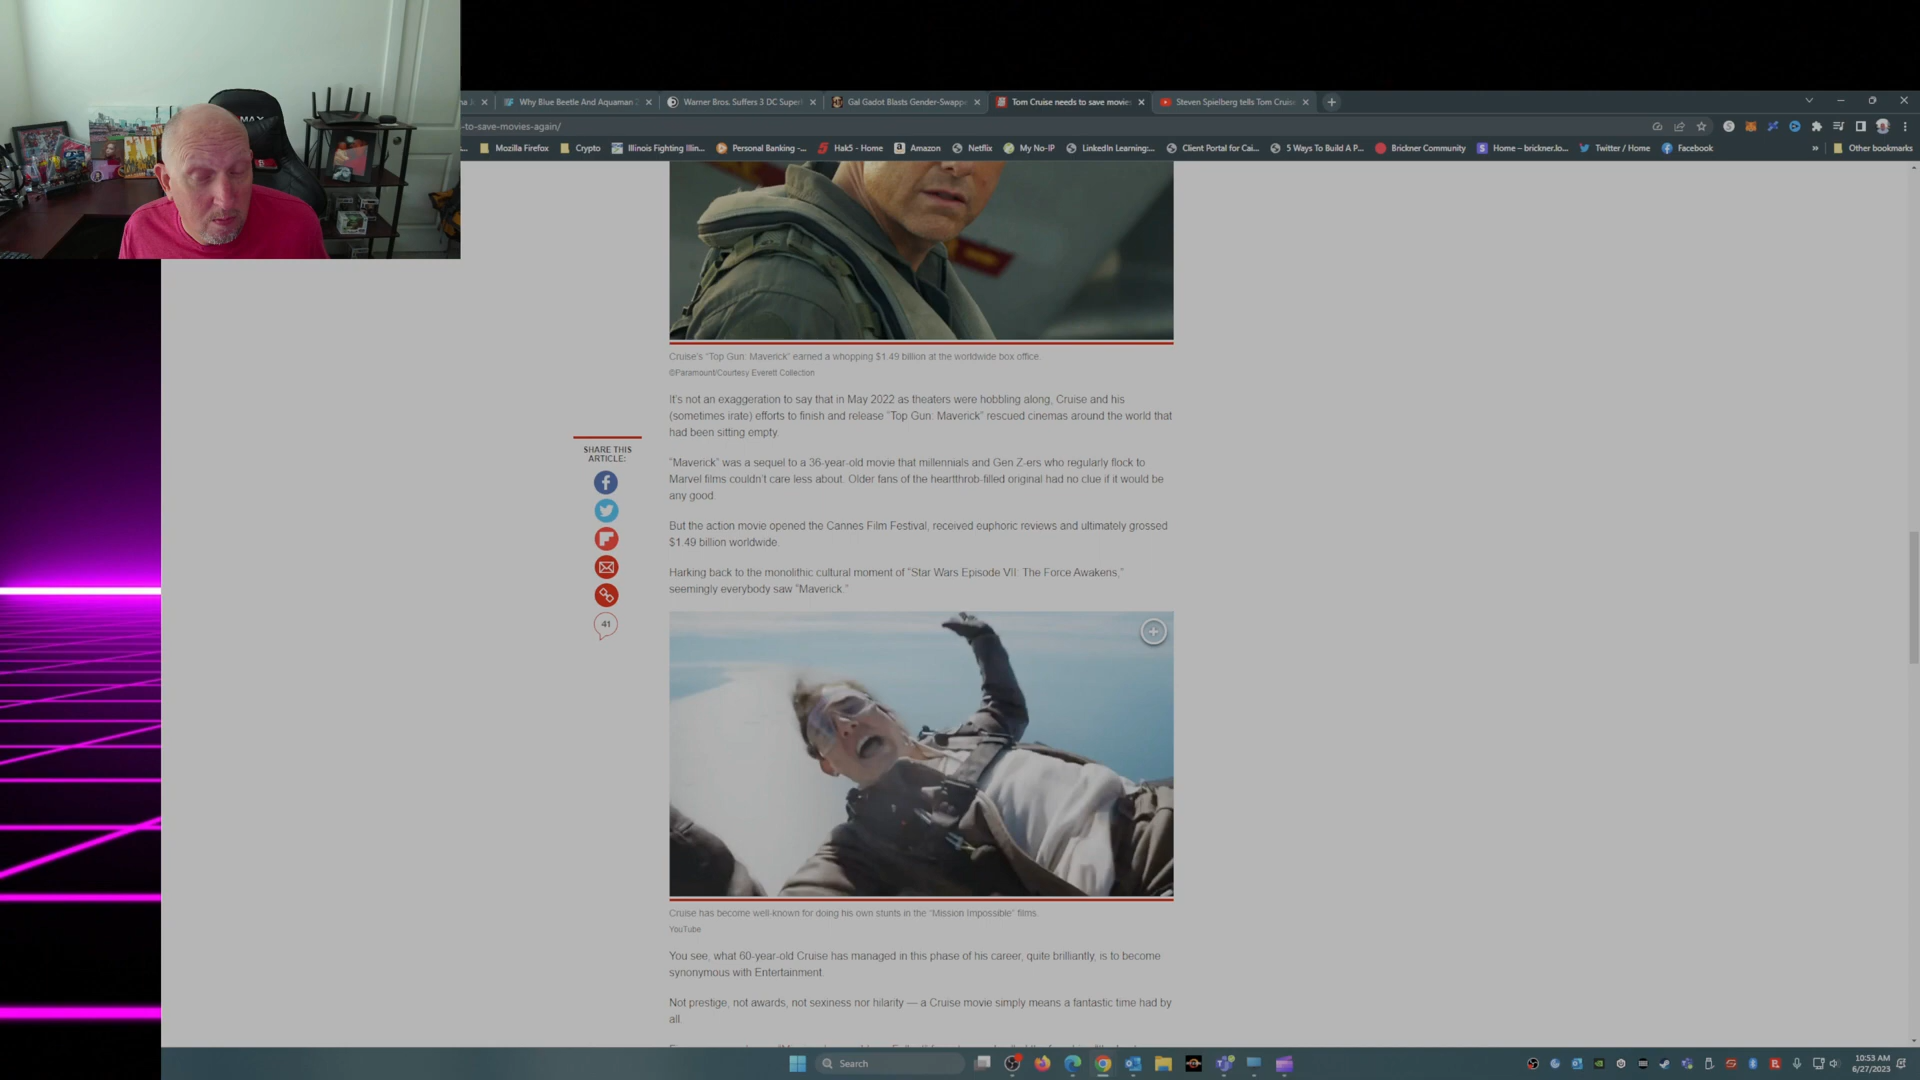 MAX
Why Blue Beetle And Aquaman
Warner Bros. Suffers 3 DC Super
Gal Gadot Blasts Gender-Swapp
Tom Cruise needs to save movie
Steven Spielberg tells Tom Cruise
-to-save-movies-again/
Mozilla Firefox
Crypto
Illinois Fighting Illin...
Personal Banking -...
Hak5 - Home
Amazon
Netflix
My No-IP
LinkedIn Learning:...
Client Portal for Cai...
5 Ways To Build A P...
Brickner Community
Home – brickner.lo...
Twitter / Home
Facebook
»
Other bookmarks
Cruise's "Top Gun: Maverick" earned a whopping $1.49 billion at the worldwide box office.
©Paramount/Courtesy Everett Collection
It's not an exaggeration to say that in May 2022 as theaters were hobbling along, Cruise and his
(sometimes irate) efforts to finish and release "Top Gun: Maverick" rescued cinemas around the world that
had been sitting empty.
SHARE THIS
ARTICLE:
41
"Maverick" was a sequel to a 36-year-old movie that millennials and Gen Z-ers who regularly flock to
Marvel films couldn't care less about. Older fans of the heartthrob-filled original had no clue if it would be
any good.
But the action movie opened the Cannes Film Festival, received euphoric reviews and ultimately grossed
$1.49 billion worldwide.
Harking back to the monolithic cultural moment of "Star Wars Episode VII: The Force Awakens,"
seemingly everybody saw "Maverick."
Cruise has become well-known for doing his own stunts in the "Mission Impossible" films.
YouTube
You see, what 60-year-old Cruise has managed in this phase of his career, quite brilliantly, is to become
synonymous with Entertainment.
Not prestige, not awards, not sexiness nor hilarity — a Cruise movie simply means a fantastic time had by
all.
Search
10:53 AM
6/27/2023